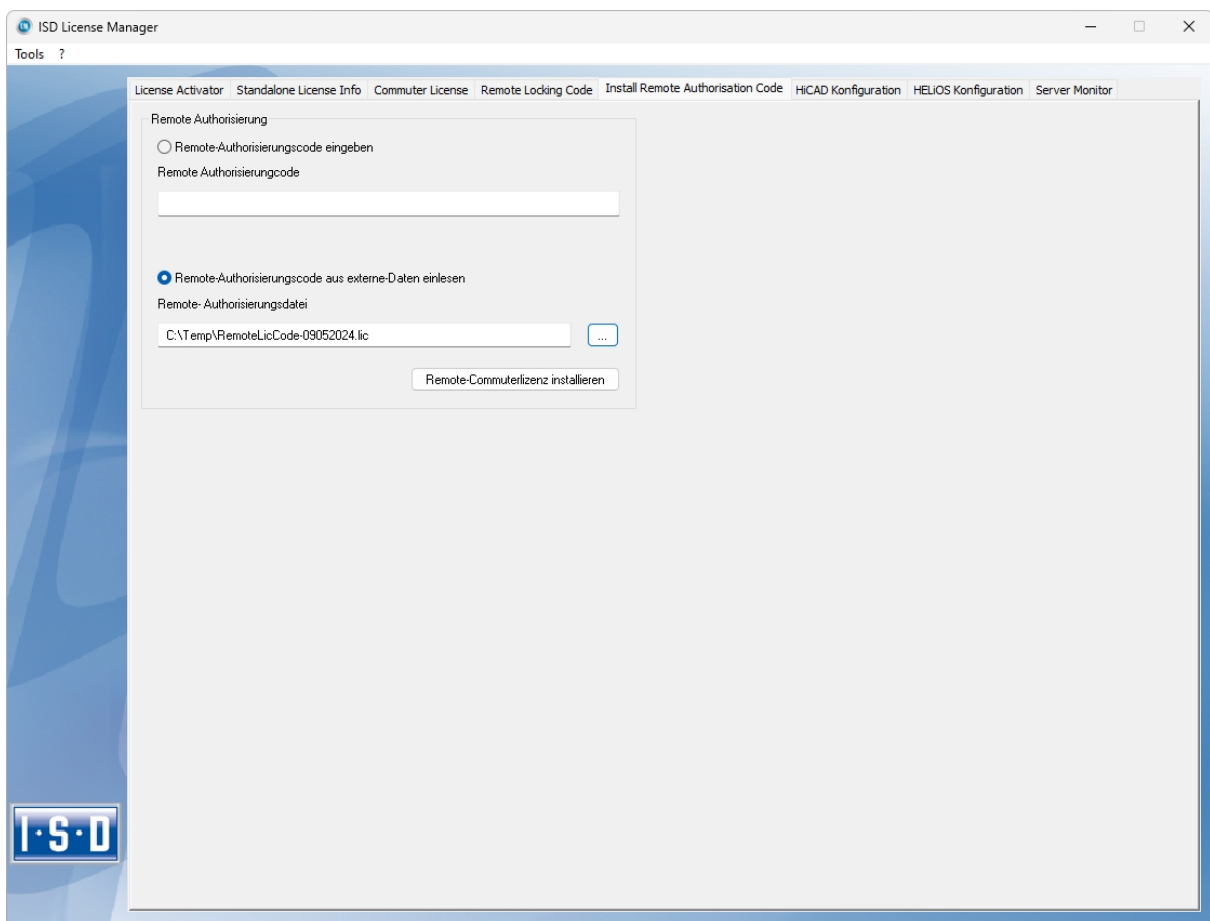 ISD License Manager
Tools ?
License Activator Standalone License Info Commuter License Remote Locking Code Install Remote Authorisation Code HiCAD Konfiguration HELiOS Konfiguration Server Monitor
Remote Authorisierung
Remote-Authorisierungscode eingeben
Remote Authorisierungcode
Remote-Authorisierungscode aus externe-Daten einlesen
Remote- Authorisierungsdatei
C:\Temp\RemoteLicCode-09052024.lic
...
Remote-Commuterlizenz installieren
I·S·D